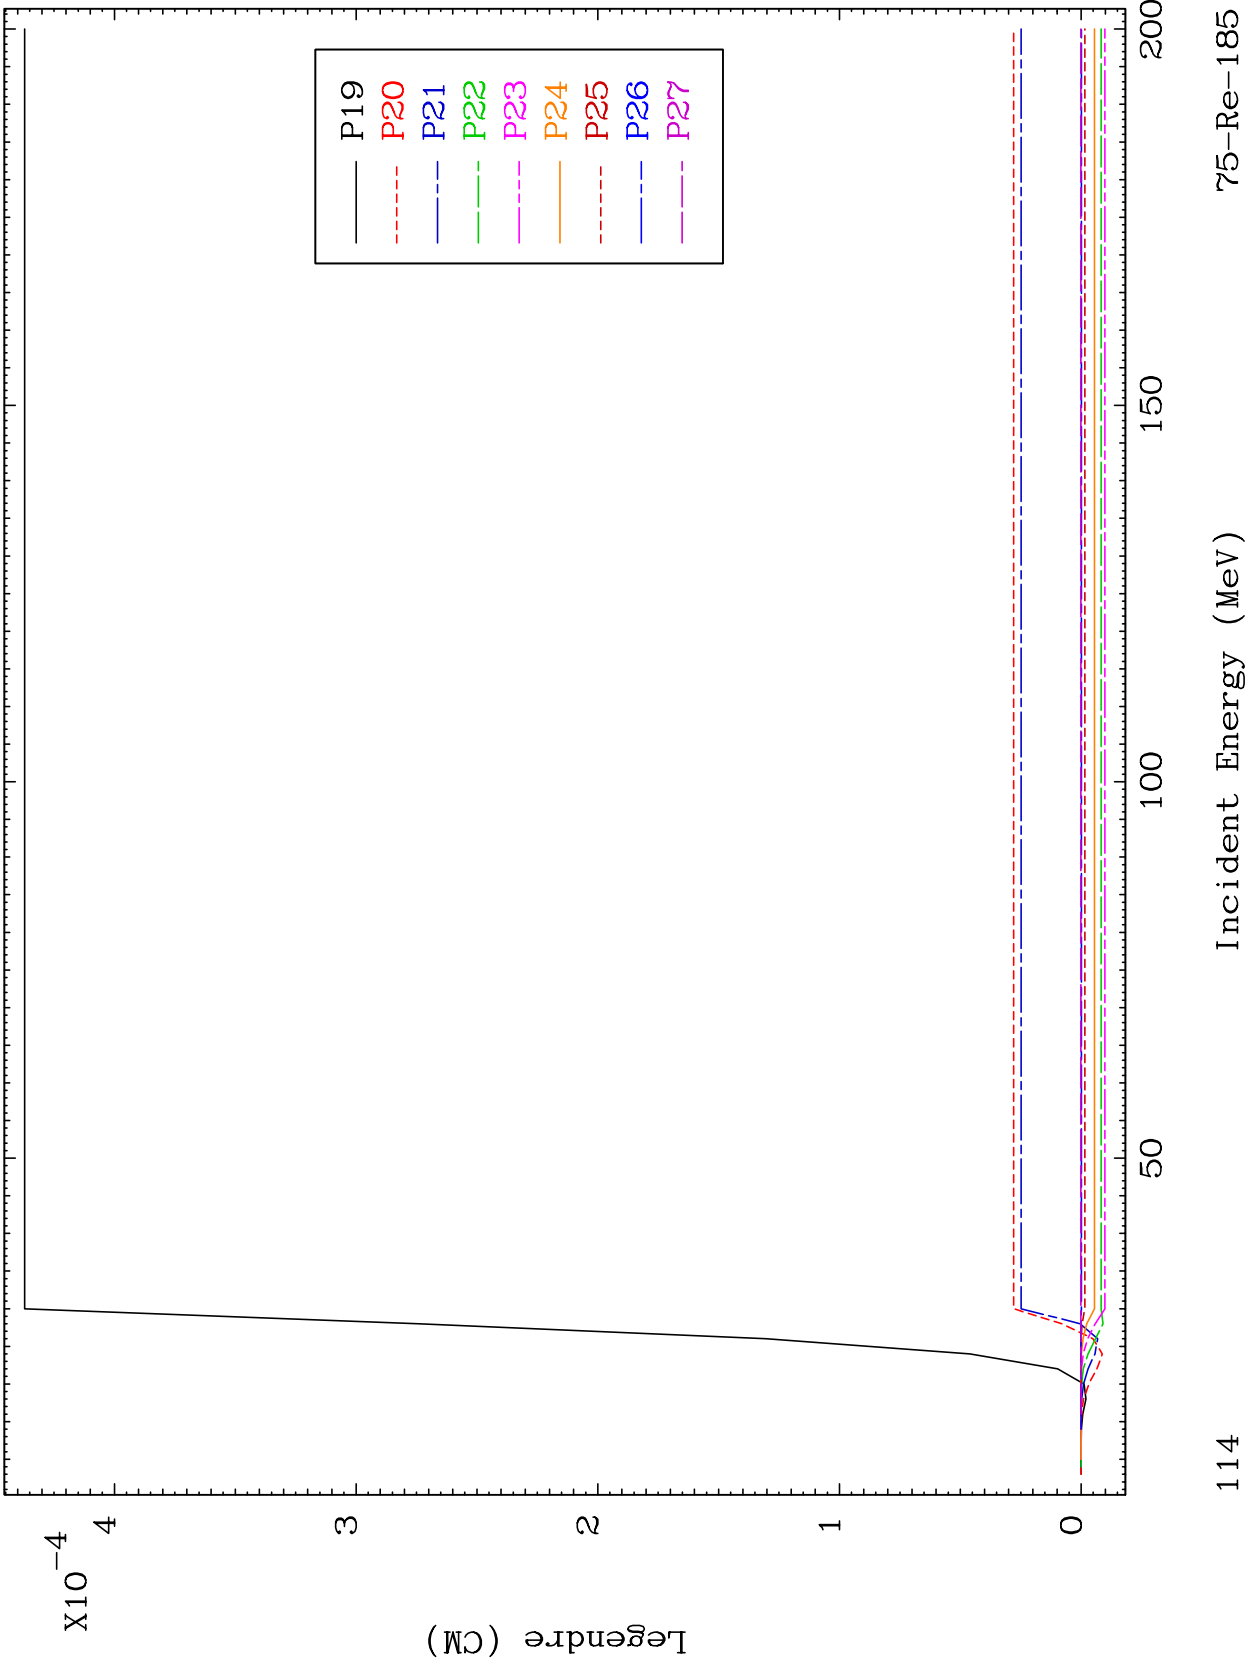 X10-4
4
3
2
1
0
Legendre (CM)
P19
P20
P21
P22
P23
P24
P25
P26
P27
50
100
150
200
Incident Energy (MeV)
114
75-Re-185